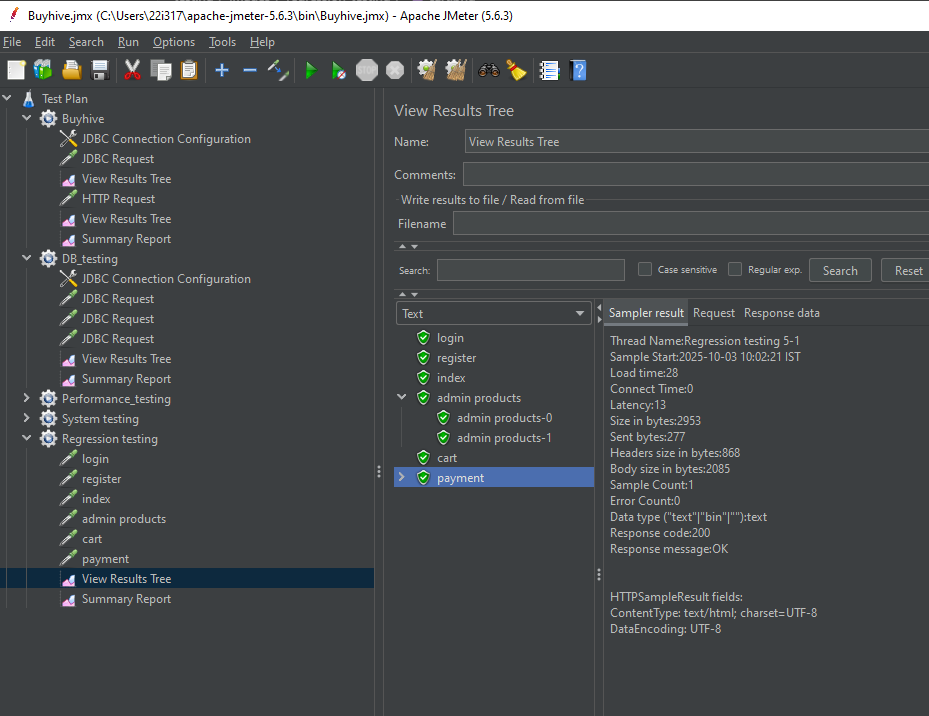 Buyhive.jmx (C:\Users\22i317\apache-jmeter-5.6.3\bin\Buyhive.jmx) - Apache JMeter (5.6.3)
File Edit Search Run Options Tools Help
STOP
Test Plan
Buyhive
JDBC Connection Configuration
JDBC Request
View Results Tree
HTTP Request
View Results Tree
Summary Report
DB_testing
JDBC Connection Configuration
JDBC Request
JDBC Request
JDBC Request
View Results Tree
Summary Report
Performance_testing
System testing
Regression testing
login
register
index
admin products
cart
payment
View Results Tree
Summary Report
View Results Tree
Name: View Results Tree
Comments:
Write results to file / Read from file
Filename
Search: Case sensitive Regular exp. Search Reset
Text
login
register
index
admin products
admin products-0
admin products-1
cart
payment
Sampler result Request Response data
Thread Name:Regression testing 5-1
Sample Start:2025-10-03 10:02:21 IST
Load time:28
Connect Time:0
Latency:13
Size in bytes:2953
Sent bytes:277
Headers size in bytes:868
Body size in bytes:2085
Sample Count:1
Error Count:0
Data type ("text"|"bin"|""):text
Response code:200
Response message:OK
HTTPSampleResult fields:
ContentType: text/html; charset=UTF-8
DataEncoding: UTF-8